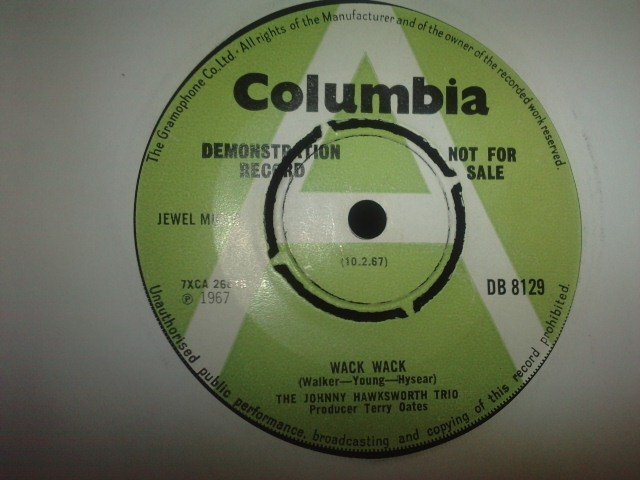 The Gramophone Co., Ltd. · All rights of the Manufacturer and of the owner of the recorded work reserved.
Columbia
DEMONSTRATION
RECORD
NOT FOR
SALE
JEWEL
(10.2.67)
7XCA
℗ 1967
DB 8129
WACK WACK
(Walker—Young—Hysear)
THE JOHNNY HAWKSWORTH TRIO
Producer Terry Oates
Unauthorised public performance, broadcasting and copying of this record prohibited.